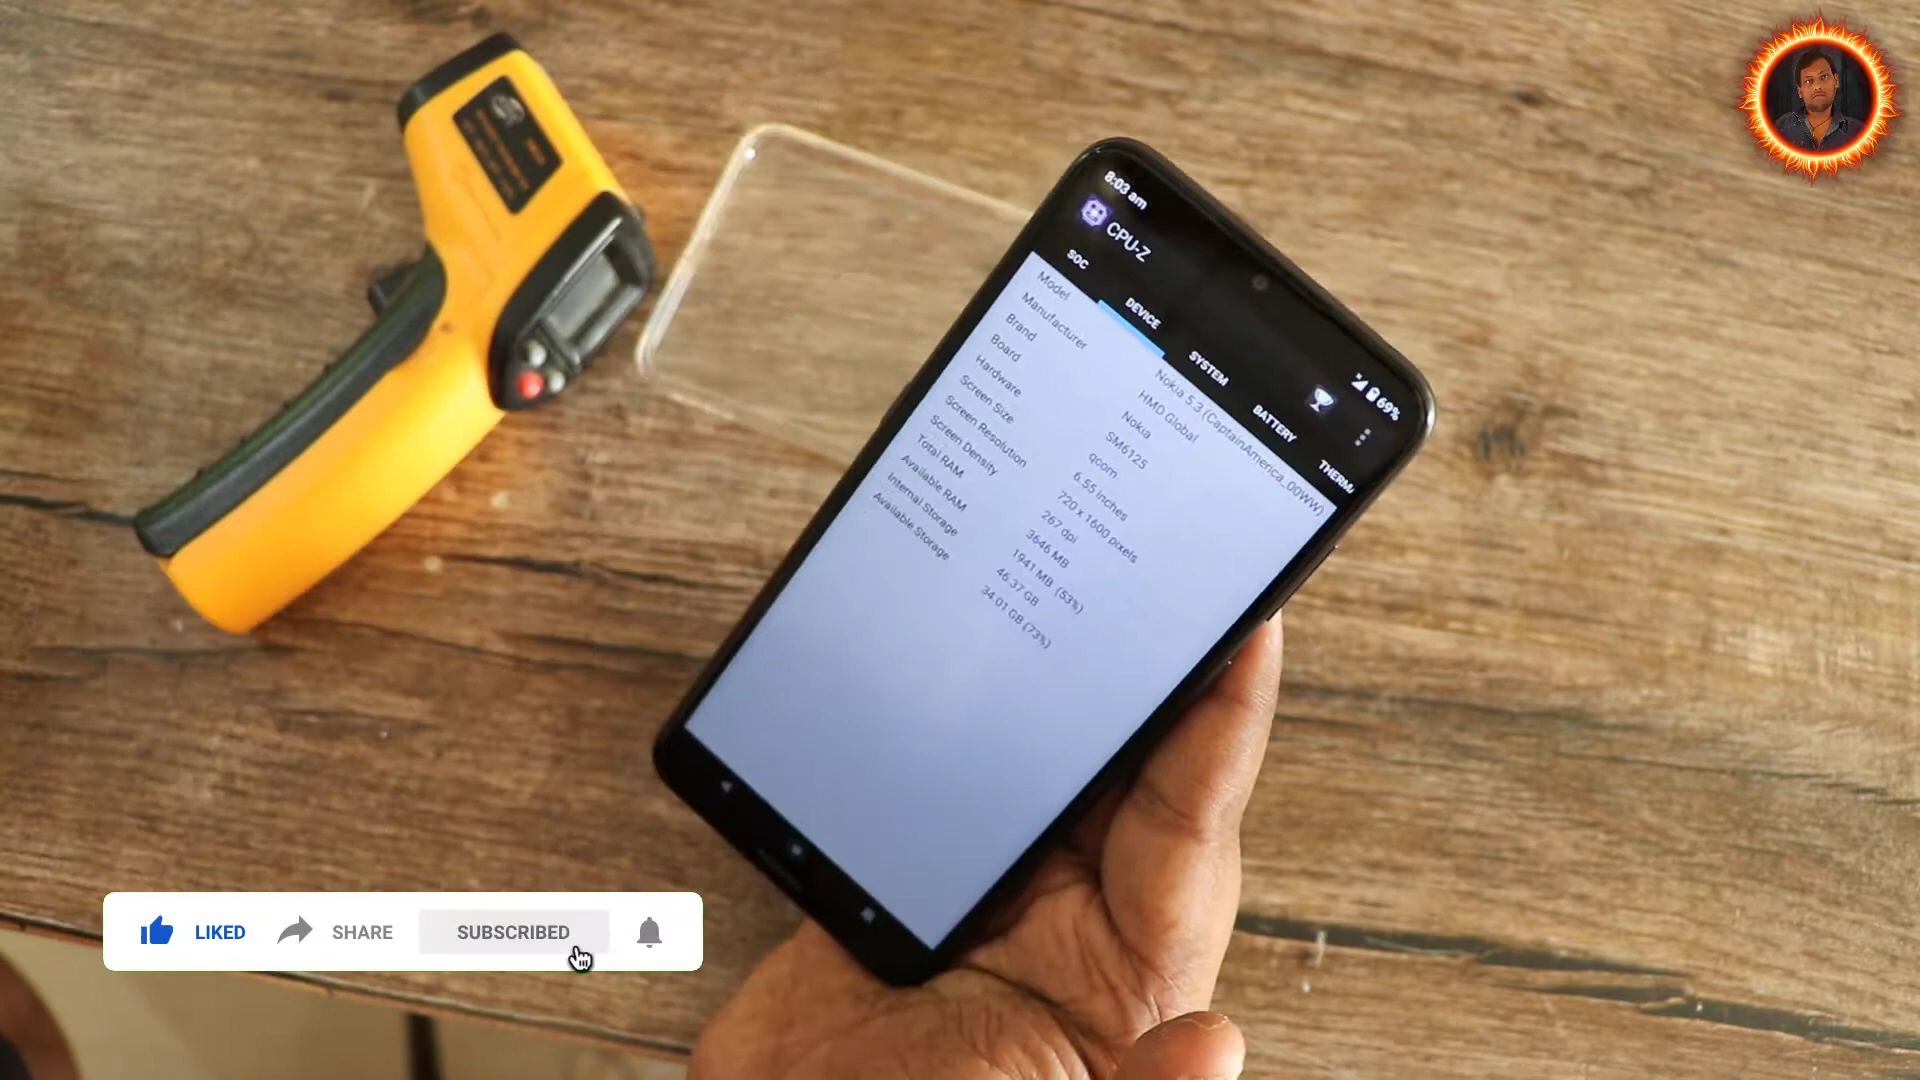 8:03 am
69%
CPU-Z
SOC
DEVICE
SYSTEM
BATTERY
THERMA
Model Nokia 5.3 (CaptainAmerica_00WW)
Manufacturer HMD Global
Brand Nokia
Board SM6125
Hardware qcom
Screen Size 6.55 inches
Screen Resolution 720 x 1600 pixels
Screen Density 267 dpi
Total RAM 3646 MB
Available RAM 1941 MB (53%)
Internal Storage 46.37 GB
Available Storage 34.01 GB (73%)
LIKED SHARE SUBSCRIBED